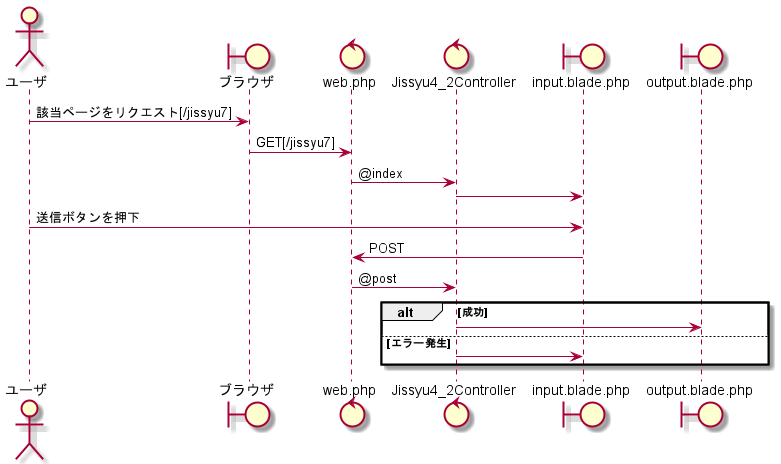 ユーザ
ブラウザ
web.php
Jissyu4_2Controller
input.blade.php
output.blade.php
該当ページをリクエスト[/jissyu7]
GET[/jissyu7]
@index
送信ボタンを押下
POST
@post
alt
[成功]
[エラー発生]
ユーザ
ブラウザ
web.php
Jissyu4_2Controller
input.blade.php
output.blade.php